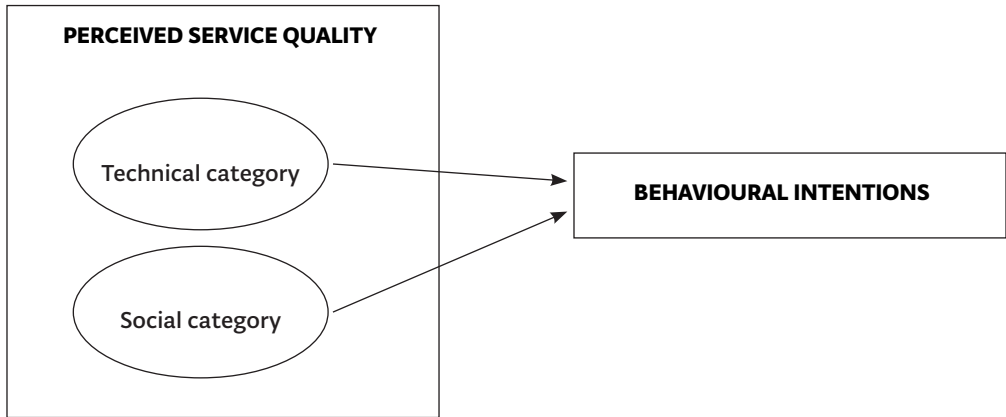 PERCEIVED SERVICE QUALITY
Technical category
BEHAVIOURAL INTENTIONS
Social category